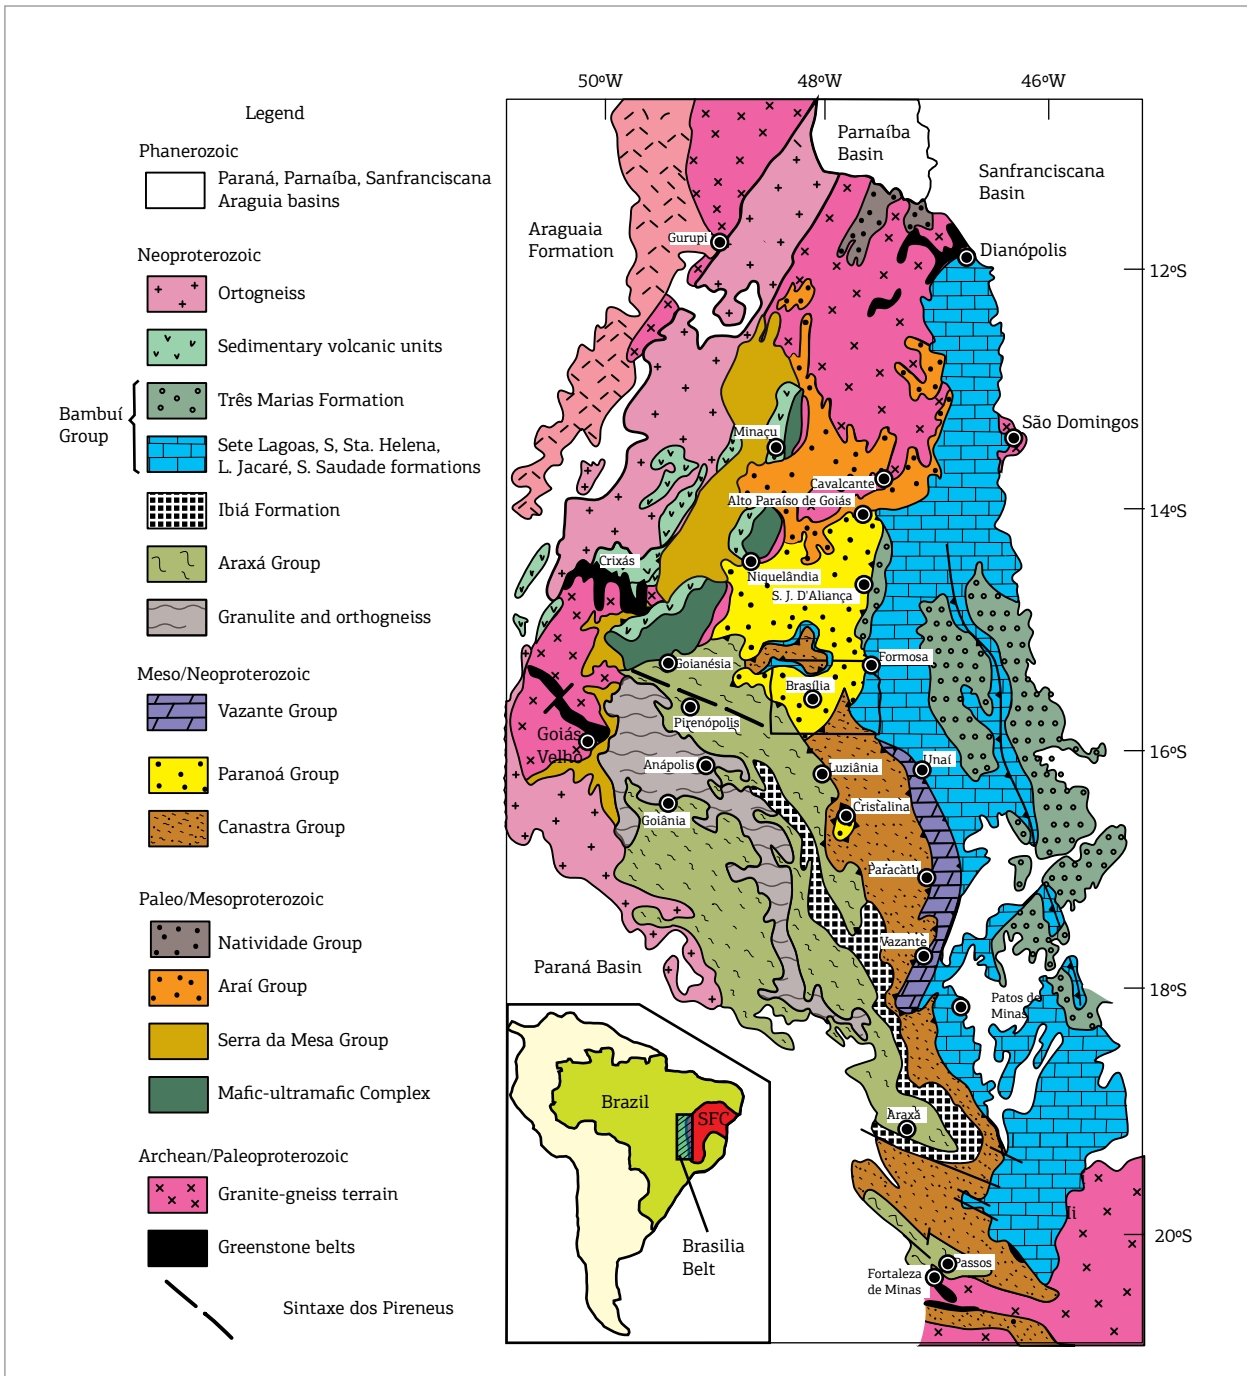 Legend
Phanerozoic
Paraná, Parnaíba, Sanfranciscana
Araguia basins
Neoproterozoic
Ortogneiss
Sedimentary volcanic units
Bambuí
Group
Três Marias Formation
Sete Lagoas, S, Sta. Helena,
L. Jacaré, S. Saudade formations
Ibiá Formation
Araxá Group
Granulite and orthogneiss
Meso/Neoproterozoic
Vazante Group
Paranoá Group
Canastra Group
Paleo/Mesoproterozoic
Natividade Group
Araí Group
Serra da Mesa Group
Mafic-ultramafic Complex
Archean/Paleoproterozoic
Granite-gneiss terrain
Greenstone belts
Sintaxe dos Pireneus
50ºW
48ºW
46ºW
Parnaíba
Basin
Sanfranciscana
Basin
Araguaia
Formation
Gurupi
Dianópolis
12ºS
São Domingos
Minaçu
Cavalcante
Alto Paraíso de Goiás
14ºS
Crixás
Niquelândia
S. J. D'Aliança
Goianésia
Formosa
Brasília
Pirenópolis
Goiás
Velho
16ºS
Anápolis
Luziânia
Unaí
Goiânia
Cristalina
Paracatu
Vazante
Paraná Basin
18ºS
Patos de
Minas
Araxá
Brazil
SFC
Brasilia
Belt
li
20ºS
Passos
Fortaleza
de Minas